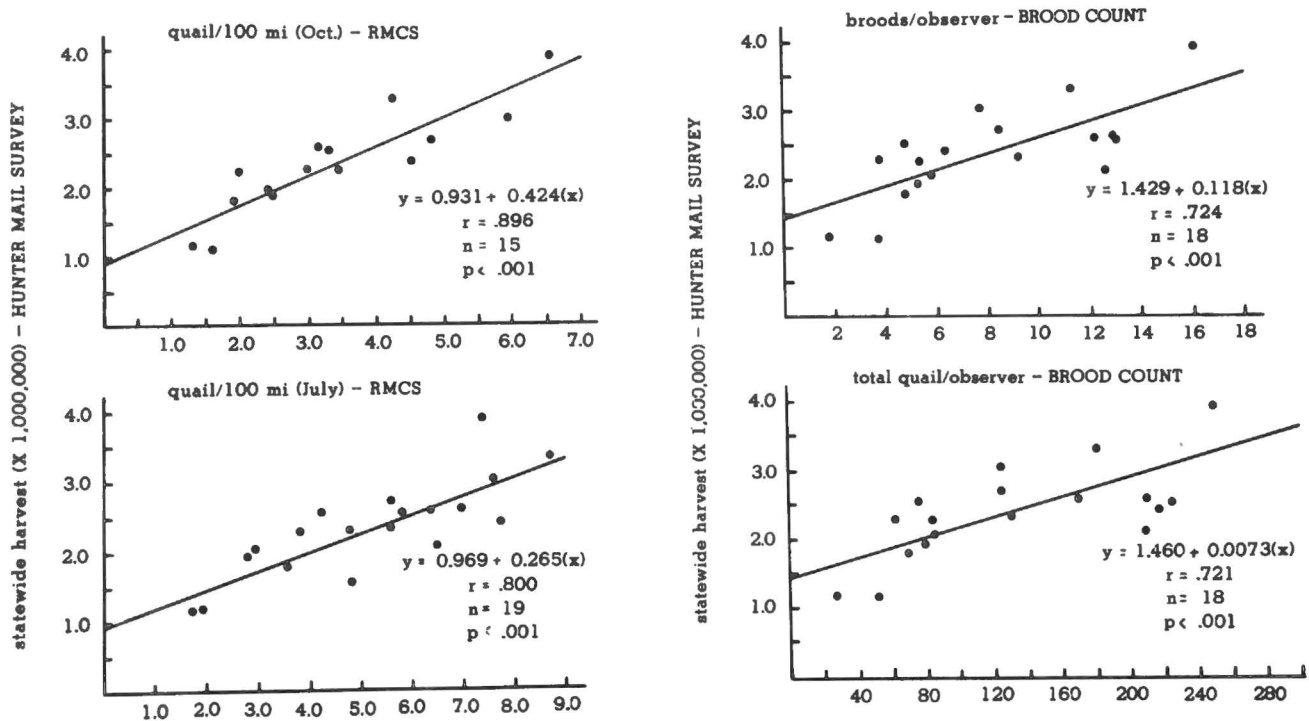 quail/100 mi (Oct.) - RMCS
4.0
3.0
2.0
1.0
y = 0.931 + 0.424(x)
r = .896
n = 15
p < .001
1.0 2.0 3.0 4.0 5.0 6.0 7.0
quail/100 mi (July) - RMCS
4.0
3.0
2.0
1.0
y = 0.969 + 0.265(x)
r = .800
n = 19
p < .001
1.0 2.0 3.0 4.0 5.0 6.0 7.0 8.0 9.0
statewide harvest (X 1,000,000) - HUNTER MAIL SURVEY
broods/observer - BROOD COUNT
4.0
3.0
2.0
1.0
y = 1.429 + 0.118(x)
r = .724
n = 18
p < .001
2 4 6 8 10 12 14 16 18
total quail/observer - BROOD COUNT
4.0
3.0
2.0
1.0
y = 1.460 + 0.0073(x)
r = .721
n = 18
p < .001
40 80 120 160 200 240 280
statewide harvest (X 1,000,000) - HUNTER MAIL SURVEY